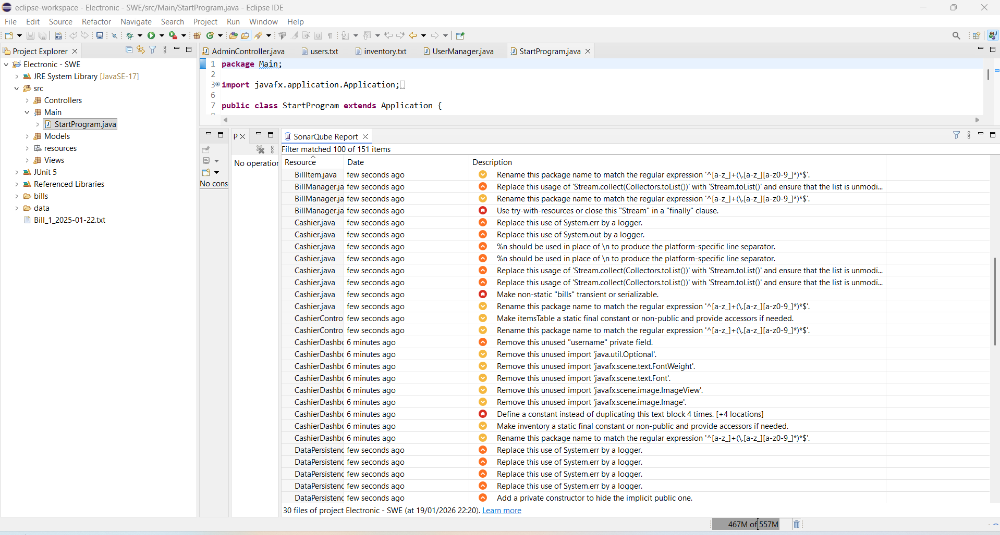 eclipse-workspace - Electronic - SWE/src/Main/StartProgram.java - Eclipse IDE
File Edit Source Refactor Navigate Search Project Run Window Help
Project Explorer
Electronic - SWE
JRE System Library [JavaSE-17]
src
Controllers
Main
StartProgram.java
Models
resources
Views
JUnit 5
Referenced Libraries
bills
data
Bill_1_2025-01-22.txt
AdminController.java users.txt inventory.txt UserManager.java StartProgram.java
1 package Main;
2
3 import javafx.application.Application;
6
7 public class StartProgram extends Application {
No cons
P
No operation
SonarQube Report
Filter matched 100 of 151 items
Resource Date Description
BillItem.java few seconds ago Rename this package name to match the regular expression '^[a-z_]+(\.[a-z_][a-z0-9_]*)*$'.
BillManager.ja few seconds ago Replace this usage of 'Stream.collect(Collectors.toList())' with 'Stream.toList()' and ensure that the list is unmodi...
BillManager.ja few seconds ago Rename this package name to match the regular expression '^[a-z_]+(\.[a-z_][a-z0-9_]*)*$'.
BillManager.ja few seconds ago Use try-with-resources or close this "Stream" in a "finally" clause.
Cashier.java few seconds ago Replace this use of System.err by a logger.
Cashier.java few seconds ago Replace this use of System.out by a logger.
Cashier.java few seconds ago %n should be used in place of \n to produce the platform-specific line separator.
Cashier.java few seconds ago %n should be used in place of \n to produce the platform-specific line separator.
Cashier.java few seconds ago Replace this usage of 'Stream.collect(Collectors.toList())' with 'Stream.toList()' and ensure that the list is unmodi...
Cashier.java few seconds ago Replace this usage of 'Stream.collect(Collectors.toList())' with 'Stream.toList()' and ensure that the list is unmodi...
Cashier.java few seconds ago Make non-static "bills" transient or serializable.
Cashier.java few seconds ago Rename this package name to match the regular expression '^[a-z_]+(\.[a-z_][a-z0-9_]*)*$'.
CashierContro few seconds ago Make itemsTable a static final constant or non-public and provide accessors if needed.
CashierContro few seconds ago Rename this package name to match the regular expression '^[a-z_]+(\.[a-z_][a-z0-9_]*)*$'.
CashierDashbo 6 minutes ago Remove this unused "username" private field.
CashierDashbo 6 minutes ago Remove this unused import 'java.util.Optional'.
CashierDashbo 6 minutes ago Remove this unused import 'javafx.scene.text.FontWeight'.
CashierDashbo 6 minutes ago Remove this unused import 'javafx.scene.text.Font'.
CashierDashbo 6 minutes ago Remove this unused import 'javafx.scene.image.ImageView'.
CashierDashbo 6 minutes ago Remove this unused import 'javafx.scene.image.Image'.
CashierDashbo 6 minutes ago Define a constant instead of duplicating this text block 4 times. [+4 locations]
CashierDashbo 6 minutes ago Make inventory a static final constant or non-public and provide accessors if needed.
CashierDashbo 6 minutes ago Rename this package name to match the regular expression '^[a-z_]+(\.[a-z_][a-z0-9_]*)*$'.
DataPersistenc few seconds ago Replace this use of System.err by a logger.
DataPersistenc few seconds ago Replace this use of System.err by a logger.
DataPersistenc few seconds ago Replace this use of System.err by a logger.
DataPersistenc few seconds ago Replace this use of System.err by a logger.
DataPersistenc few seconds ago Add a private constructor to hide the implicit public one.
30 files of project Electronic - SWE (at 19/01/2026 22:20). Learn more
467M of 557M